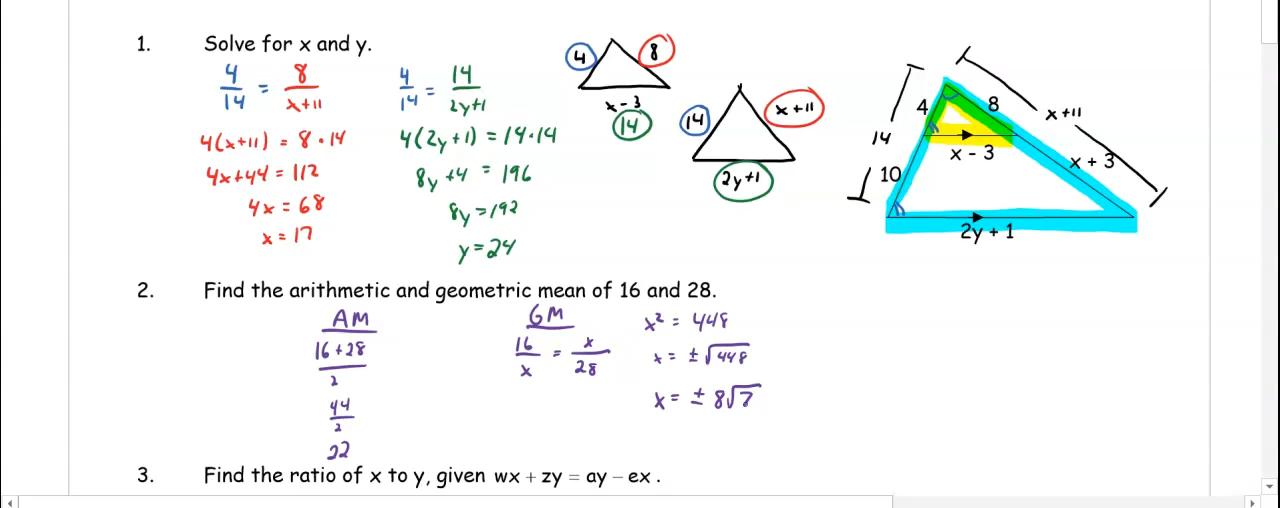 1. Solve for x and y.
4/14 = 8/x+11
4(x+11) = 8·14
4x+44 = 112
4x = 68
x = 17
4/14 = 14/2y+1
4(2y+1) = 14·14
8y+4 = 196
8y = 192
y = 24
4 8
x-3
14
14 x+11
2y+1
4 8
14 x+11
x - 3
10 x + 3
2y + 1
2. Find the arithmetic and geometric mean of 16 and 28.
AM
16+28
2
44
2
22
GM
16/x = x/28
x² = 448
x = ±√448
x = ± 8√7
3. Find the ratio of x to y, given wx + zy = ay – ex .